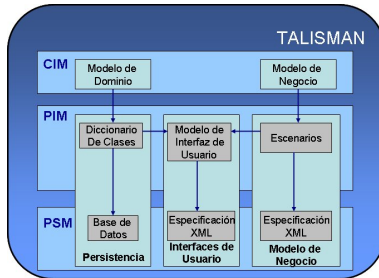 TALISMAN
CIM
Modelo de
Dominio
Modelo de
Negocio
PIM
Diccionario
De Clases
Modelo de
Interfaz de
Usuario
Escenarios
PSM
Base de
Datos
Especificación
XML
Especificación
XML
Persistencia
Interfaces de
Usuario
Modelo de
Negocio